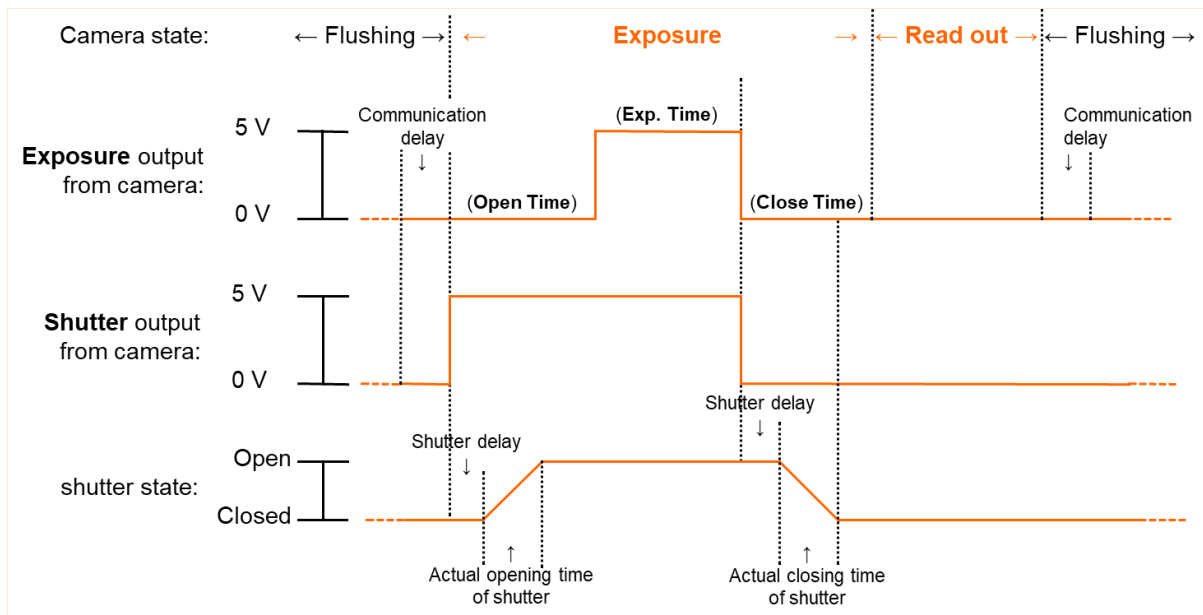 Camera state:
← Flushing →
← Exposure →
← Read out →
← Flushing →
Communication
delay
↓
(Exp. Time)
Communication
delay
↓
5 V
Exposure output
from camera:
(Open Time)
(Close Time)
0 V
5 V
Shutter output
from camera:
0 V
Shutter delay
↓
Shutter delay
↓
Open
shutter state:
Closed
↑
Actual opening time
of shutter
↑
Actual closing time
of shutter